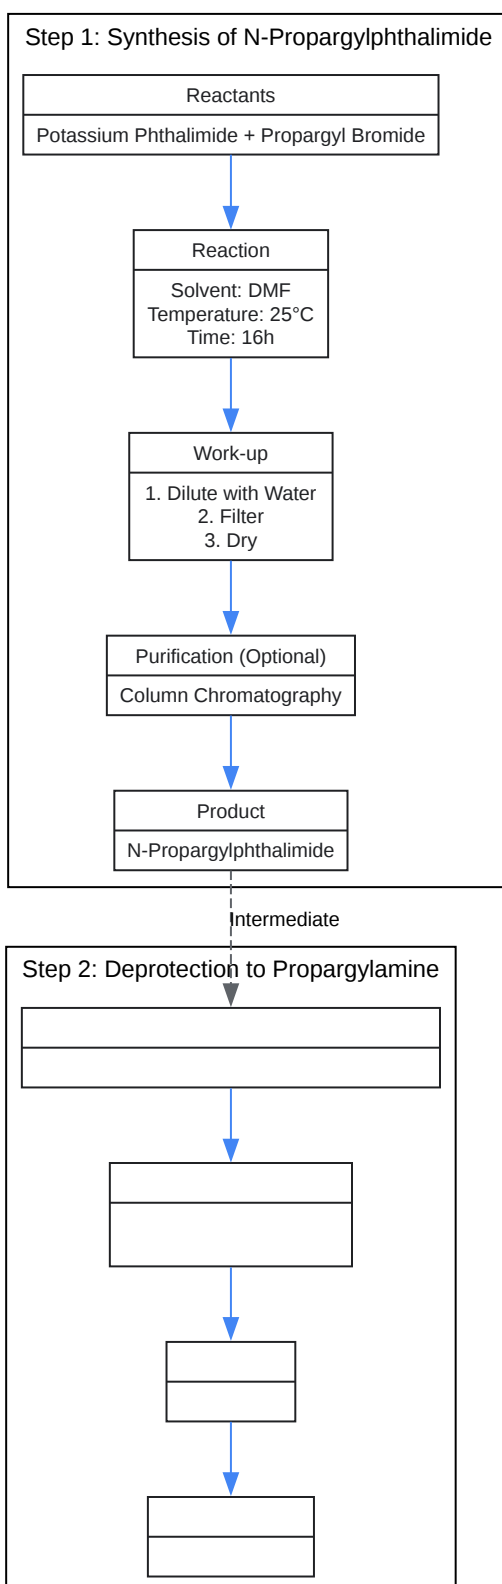 Step 1: Synthesis of N-Propargylphthalimide
Reactants
Potassium Phthalimide + Propargyl Bromide
Reaction
Solvent: DMF
Temperature: 25°C
Time: 16h
Work-up
1. Dilute with Water
2. Filter
3. Dry
Purification (Optional)
Column Chromatography
Product
N-Propargylphthalimide
Intermediate
Step 2: Deprotection to Propargylamine